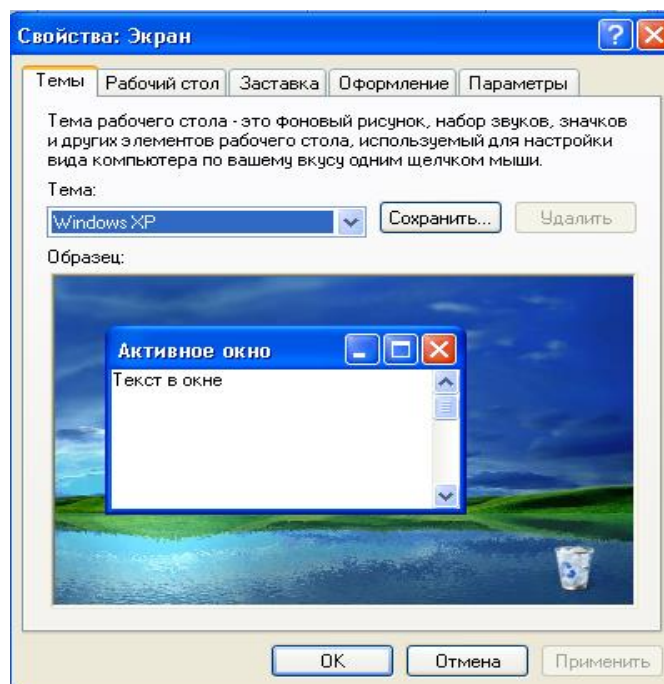 Свойства: Экран
Темы Рабочий стол Заставка Оформление Параметры
Тема рабочего стола - это фоновый рисунок, набор звуков, значков
и других элементов рабочего стола, используемый для настройки
вида компьютера по вашему вкусу одним щелчком мыши.
Тема:
Windows XP Сохранить... Удалить
Образец:
Активное окно
Текст в окне
OK Отмена Применить